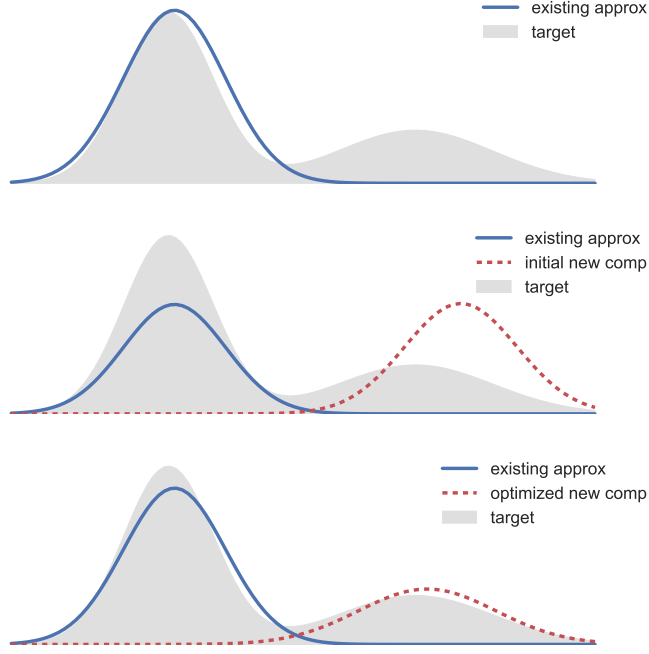 existing approx
target
existing approx
initial new comp
target
existing approx
optimized new comp
target